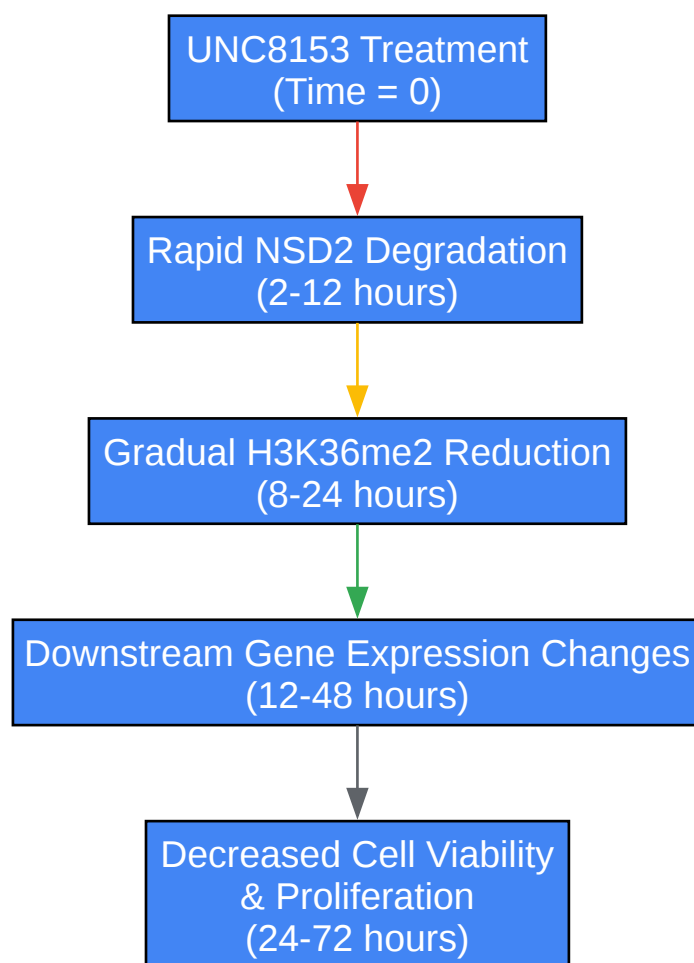 UNC8153 Treatment
(Time = 0)
Rapid NSD2 Degradation
(2-12 hours)
Gradual H3K36me2 Reduction
(8-24 hours)
Downstream Gene Expression Changes
(12-48 hours)
Decreased Cell Viability
& Proliferation
(24-72 hours)